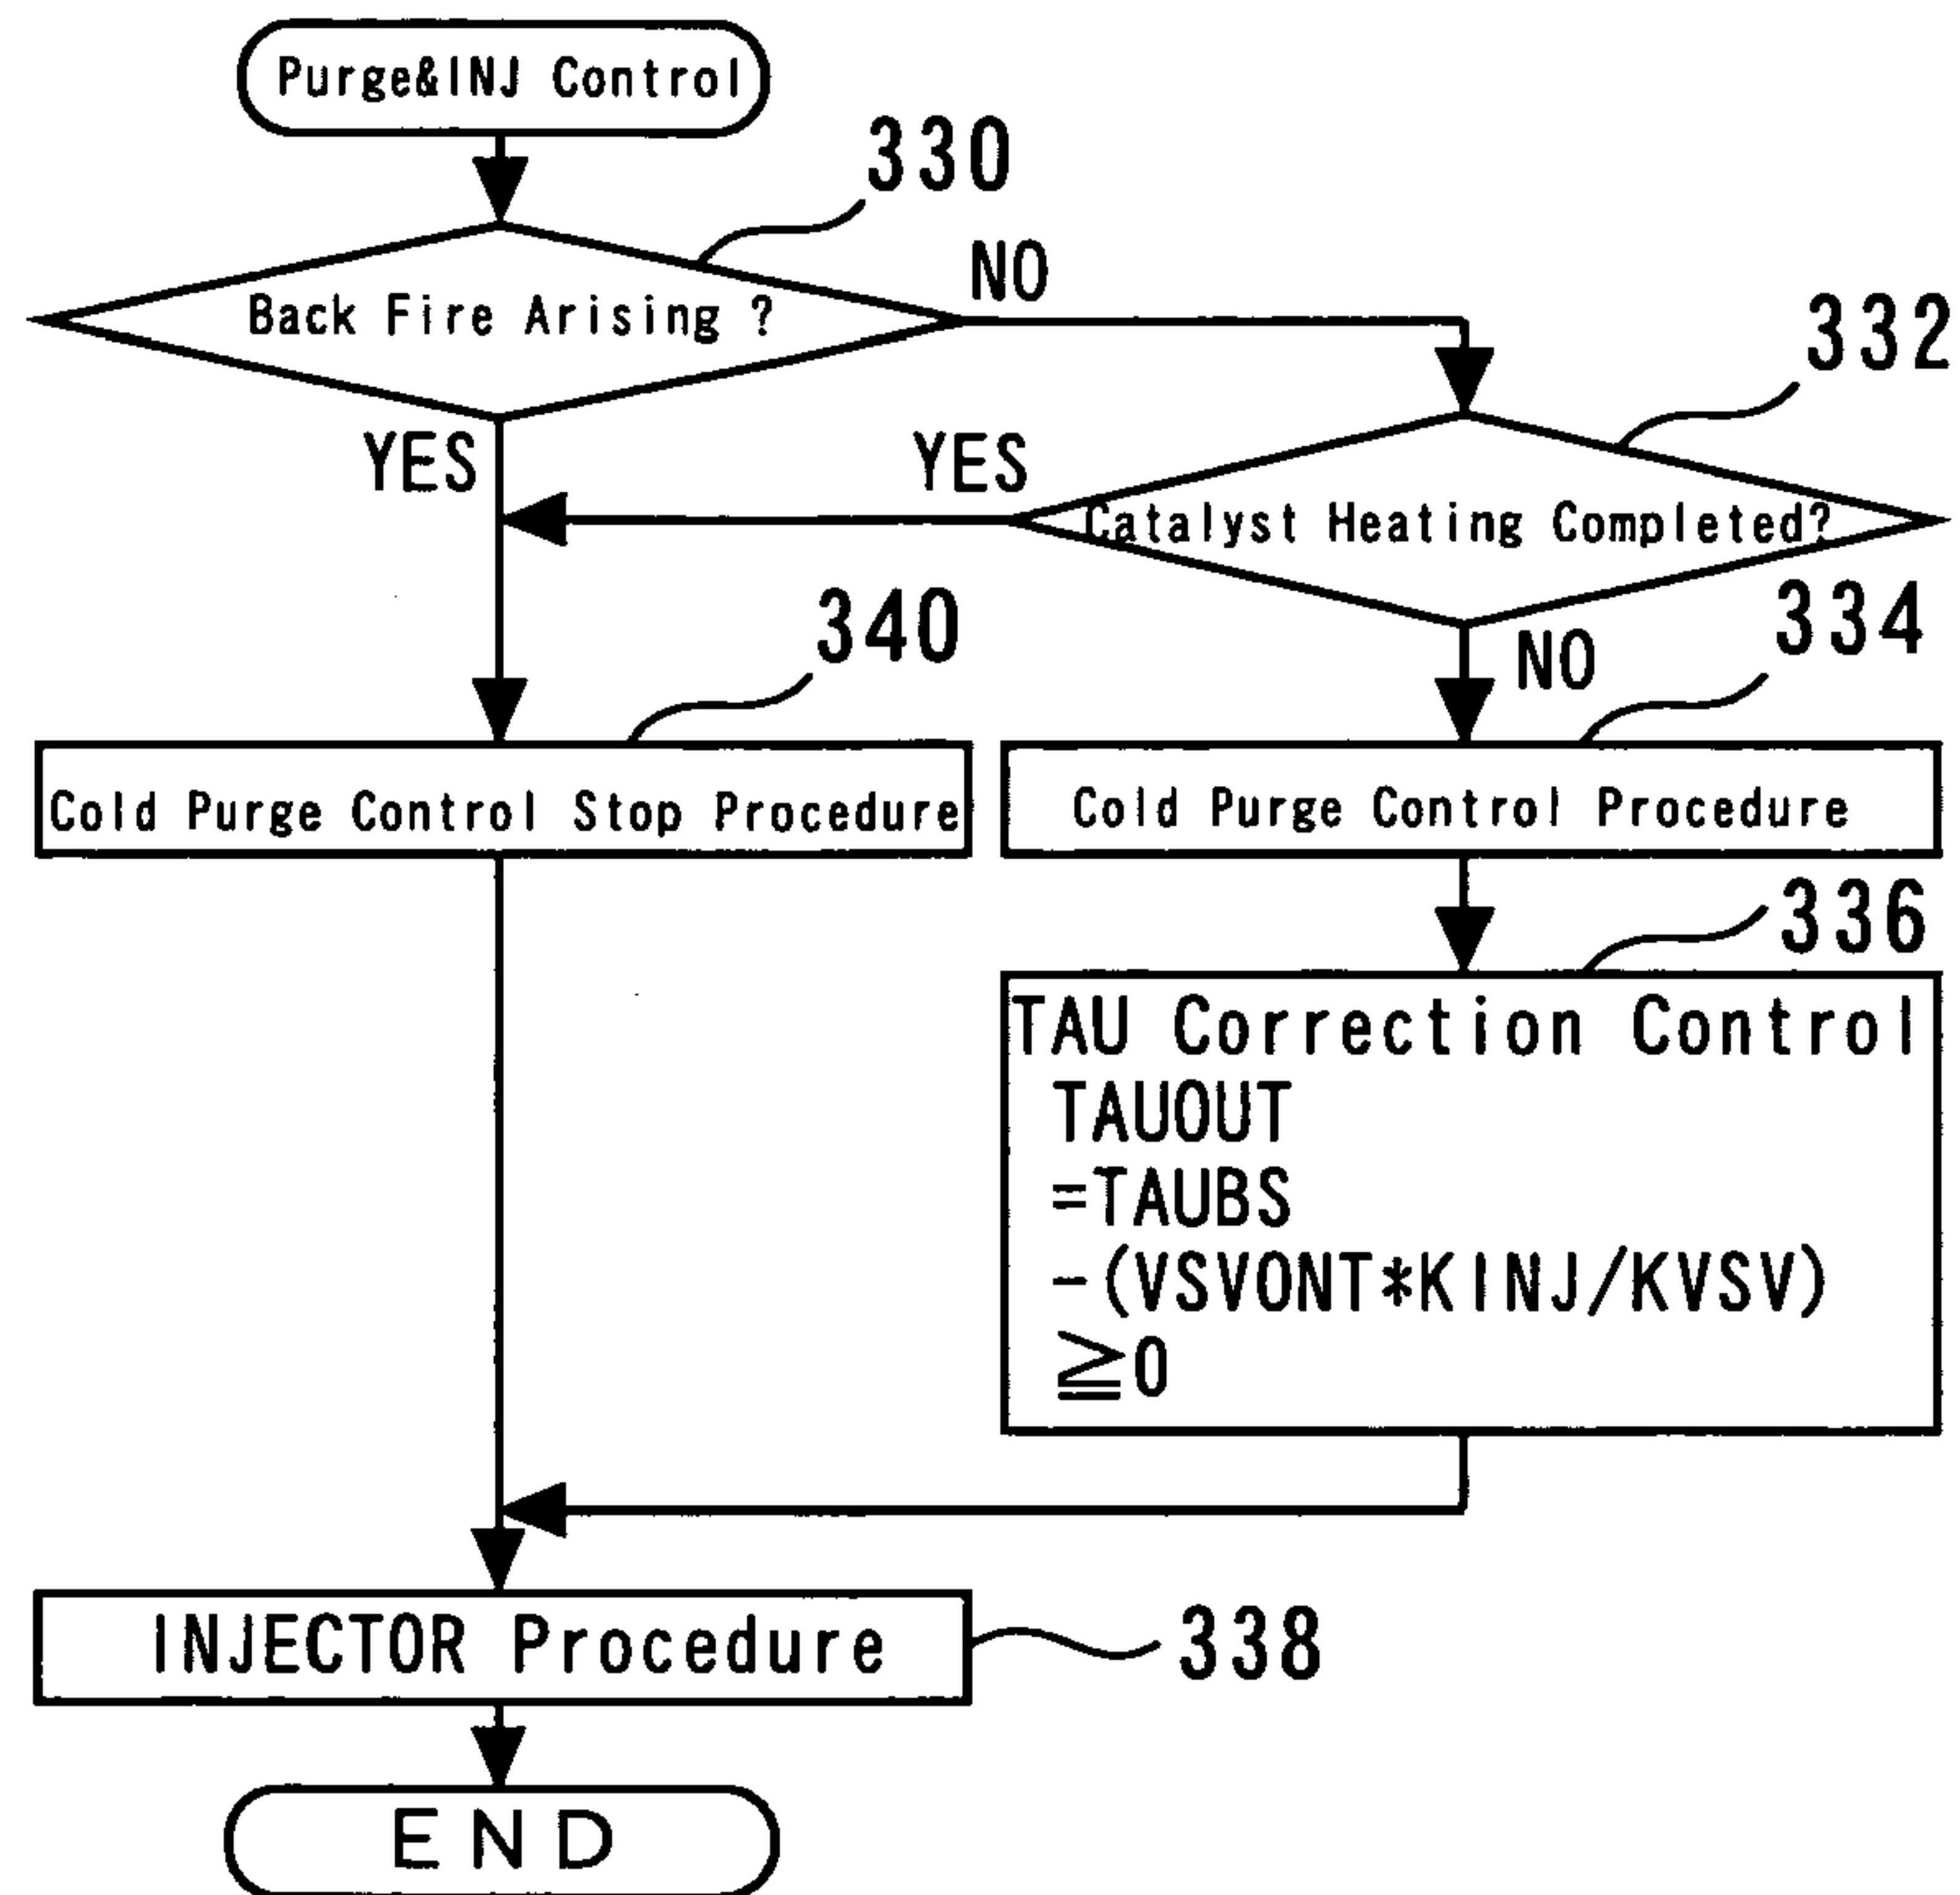 Purge&INJ Control
330
Back Fire Arising ?
NO
332
YES
YES
Catalyst Heating Completed?
340
NO
334
Cold Purge Control Stop Procedure
Cold Purge Control Procedure
336
TAU Correction Control
TAUOUT
=TAUBS
-(VSVONT*KINJ/KVSV)
≧0
INJECTOR Procedure
338
END